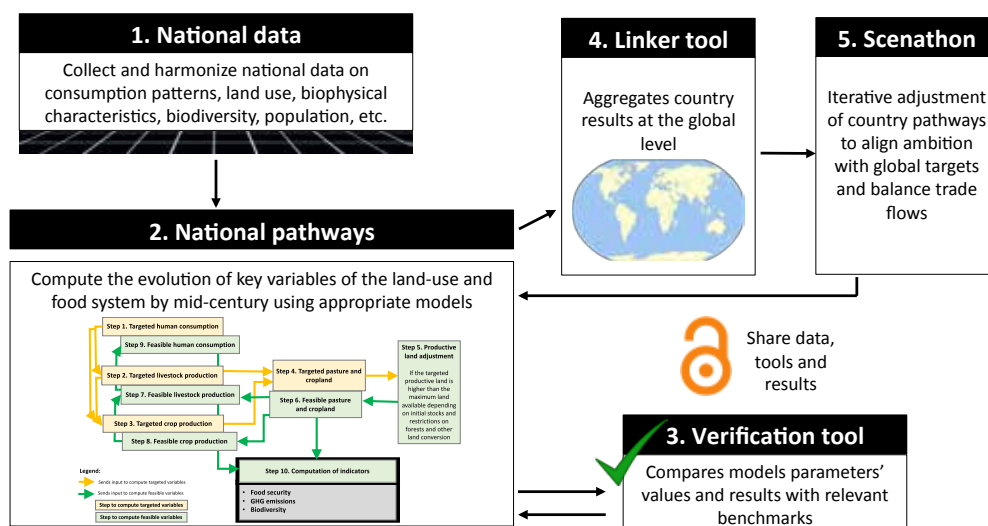 1. National data
Collect and harmonize national data on
consumption patterns, land use, biophysical
characteristics, biodiversity, population, etc.
2. National pathways
Compute the evolution of key variables of the land-use and
food system by mid-century using appropriate models
Step 1. Targeted human consumption
Step 9. Feasible human consumption
Step 2. Targeted livestock production
Step 7. Feasible livestock production
Step 3. Targeted crop production
Step 8. Feasible crop production
Step 4. Targeted pasture and
cropland
Step 6. Feasible pasture
and cropland
Step 5. Productive
land adjustment
If the targeted
productive land is
higher than the
maximum land
available depending
on initial stocks and
restrictions on
forests and other
land conversion
Step 10. Computation of indicators
• Food security
• GHG emissions
• Biodiversity
Legend:
Sends input to compute targeted variables
Sends input to compute feasible variables
Step to compute targeted variables
Step to compute feasible variables
4. Linker tool
Aggregates country
results at the global
level
5. Scenathon
Iterative adjustment
of country pathways
to align ambition
with global targets
and balance trade
flows
Share data,
tools and
results
3. Verification tool
Compares models parameters'
values and results with relevant
benchmarks